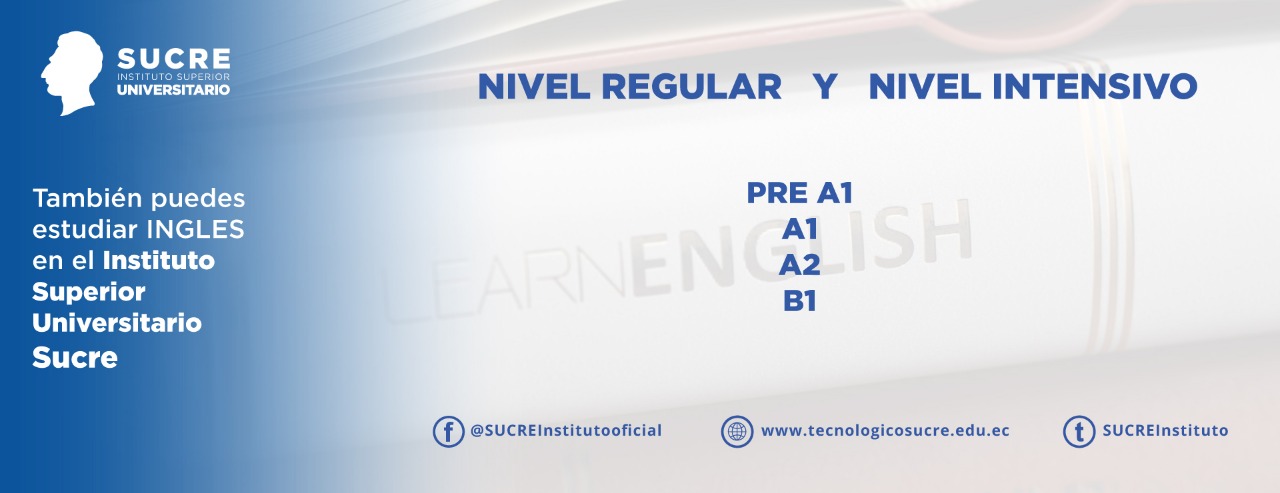 SUCRE
INSTITUTO SUPERIOR
UNIVERSITARIO
NIVEL REGULAR Y NIVEL INTENSIVO
También puedes
estudiar INGLES
en el Instituto
Superior
Universitario
Sucre
PRE A1
A1
A2
B1
LEARNENGLISH
@SUCREInstitutooficial
www.tecnologicosucre.edu.ec
SUCREInstituto